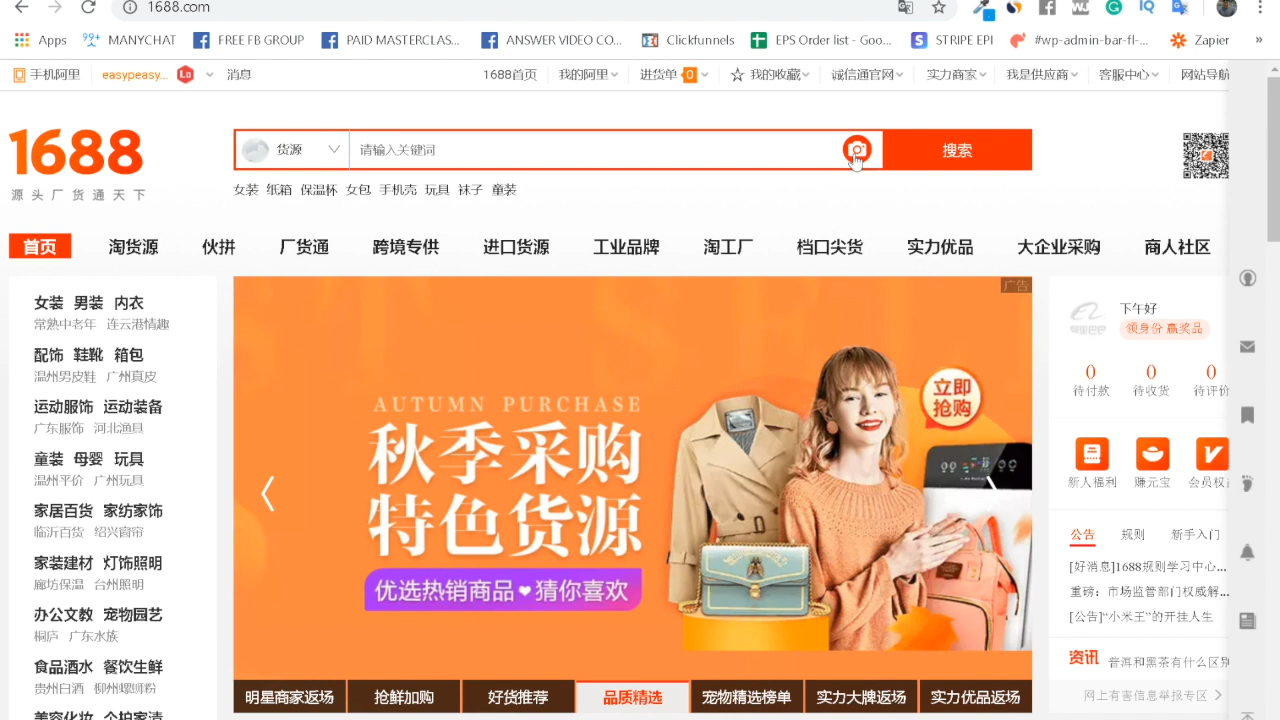 1688.com
Apps
99+ MANYCHAT
FREE FB GROUP
PAID MASTERCLAS...
ANSWER VIDEO CO...
Clickfunnels
EPS Order list - Goo...
STRIPE EPI
#wp-admin-bar-fl-...
Zapier
»
手机阿里
easypeasy...
消息
1688首页
我的阿里
进货单 0
我的收藏
诚信通官网
实力商家
我是供应商
客服中心
网站导航
1688
源头厂货通天下
货源
请输入关键词
搜索
女装 纸箱 保温杯 女包 手机壳 玩具 袜子 童装
首页
淘货源
伙拼
厂货通
跨境专供
进口货源
工业品牌
淘工厂
档口尖货
实力优品
大企业采购
商人社区
女装 男装 内衣
常熟中老年 连云港情趣
配饰 鞋靴 箱包
温州男皮鞋 广州真皮
运动服饰 运动装备
广东服饰 河北渔具
童装 母婴 玩具
温州平价 广州玩具
家居百货 家纺家饰
临沂百货 绍兴窗帘
家装建材 灯饰照明
廊坊保温 台州照明
办公文教 宠物园艺
桐庐 广东水族
食品酒水 餐饮生鲜
贵州白酒 柳州螺蛳粉
美容化妆 个护家清
广告
AUTUMN PURCHASE
秋季采购
特色货源
优选热销商品❤猜你喜欢
立即
抢购
明星商家返场
抢鲜加购
好货推荐
品质精选
宠物精选榜单
实力大牌返场
实力优品返场
下午好
领身份 赢奖品
0 0 0
待付款 待收货 待评价
新人福利 赚元宝 会员权
公告 规则 新手入门
[好消息]1688规则学习中心...
重磅：市场监管部门权威解...
[公告]“小米王”的开挂人生
资讯 普洱和黑茶有什么区别
网上有害信息举报专区